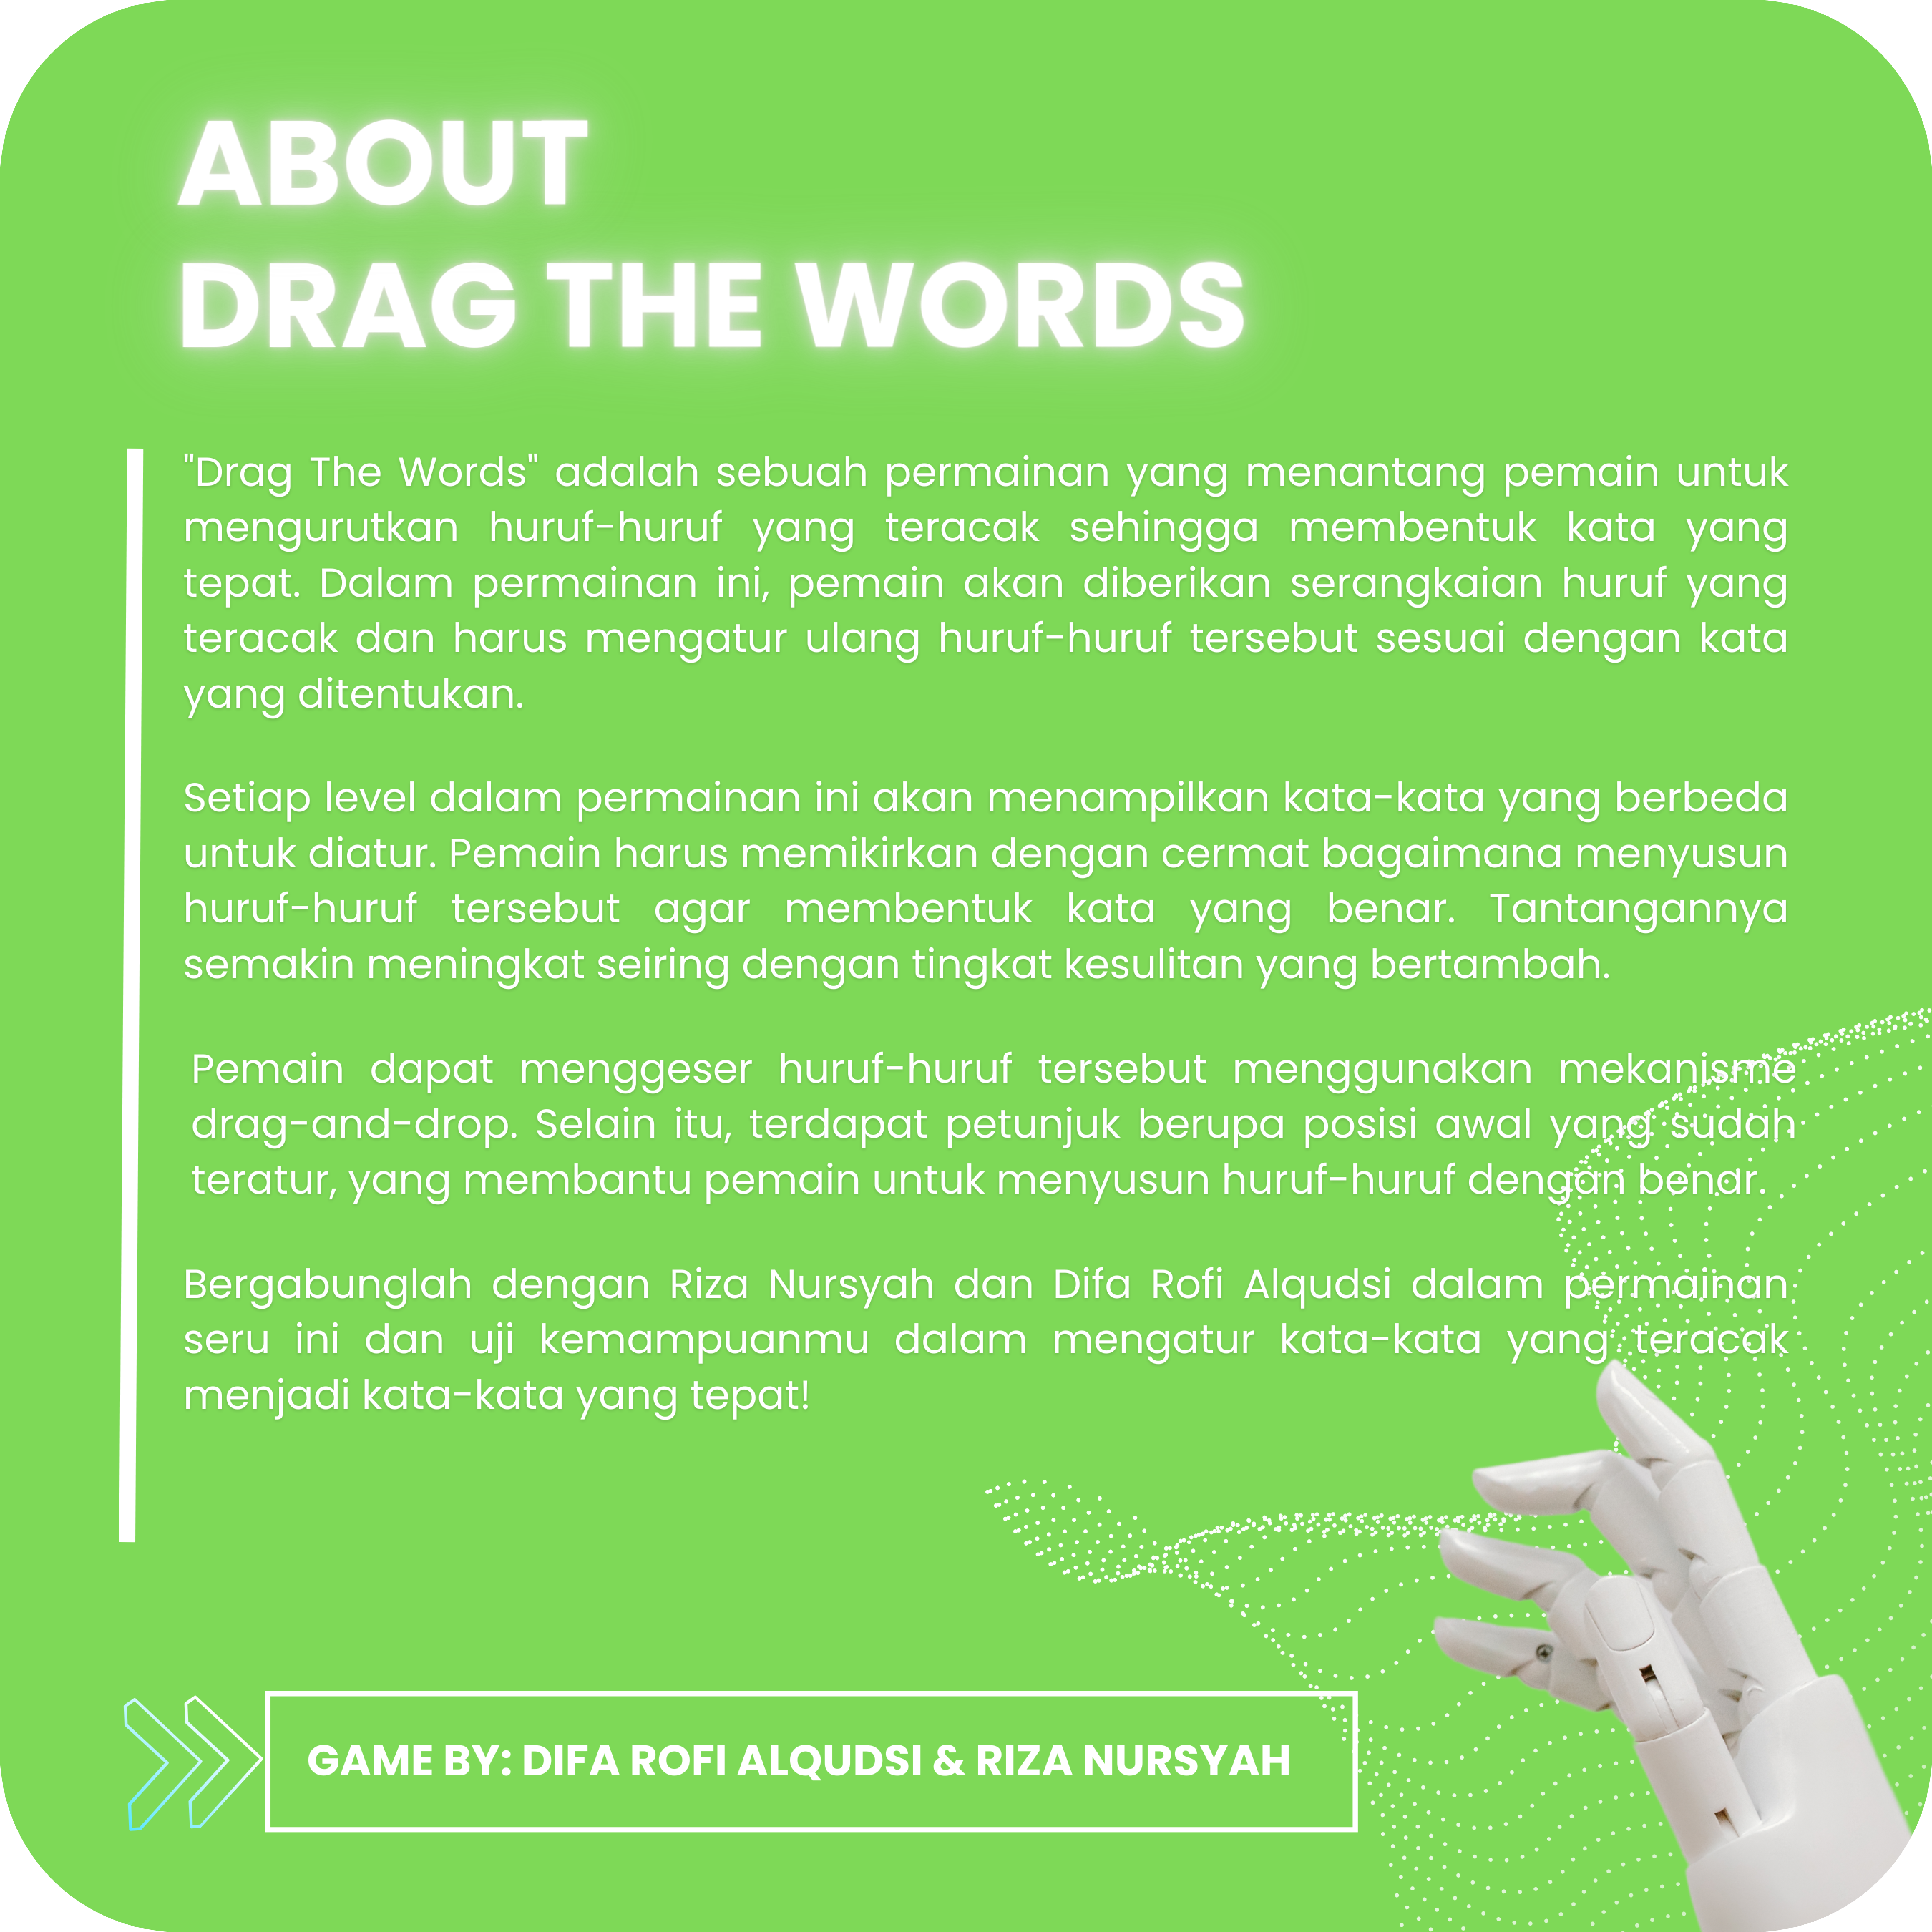 ABOUT
DRAG THE WORDS
"Drag The Words" adalah sebuah permainan yang menantang pemain untuk
mengurutkan huruf-huruf yang teracak sehingga membentuk kata yang
tepat. Dalam permainan ini, pemain akan diberikan serangkaian huruf yang
teracak dan harus mengatur ulang huruf-huruf tersebut sesuai dengan kata
yang ditentukan.
Setiap level dalam permainan ini akan menampilkan kata-kata yang berbeda
untuk diatur. Pemain harus memikirkan dengan cermat bagaimana menyusun
huruf-huruf tersebut agar membentuk kata yang benar. Tantangannya
semakin meningkat seiring dengan tingkat kesulitan yang bertambah.
Pemain dapat menggeser huruf-huruf tersebut menggunakan mekanisme
drag-and-drop. Selain itu, terdapat petunjuk berupa posisi awal yang sudah
teratur, yang membantu pemain untuk menyusun huruf-huruf dengan benar.
Bergabunglah dengan Riza Nursyah dan Difa Rofi Alqudsi dalam permainan
seru ini dan uji kemampuanmu dalam mengatur kata-kata yang teracak
menjadi kata-kata yang tepat!
GAME BY: DIFA ROFI ALQUDSI & RIZA NURSYAH